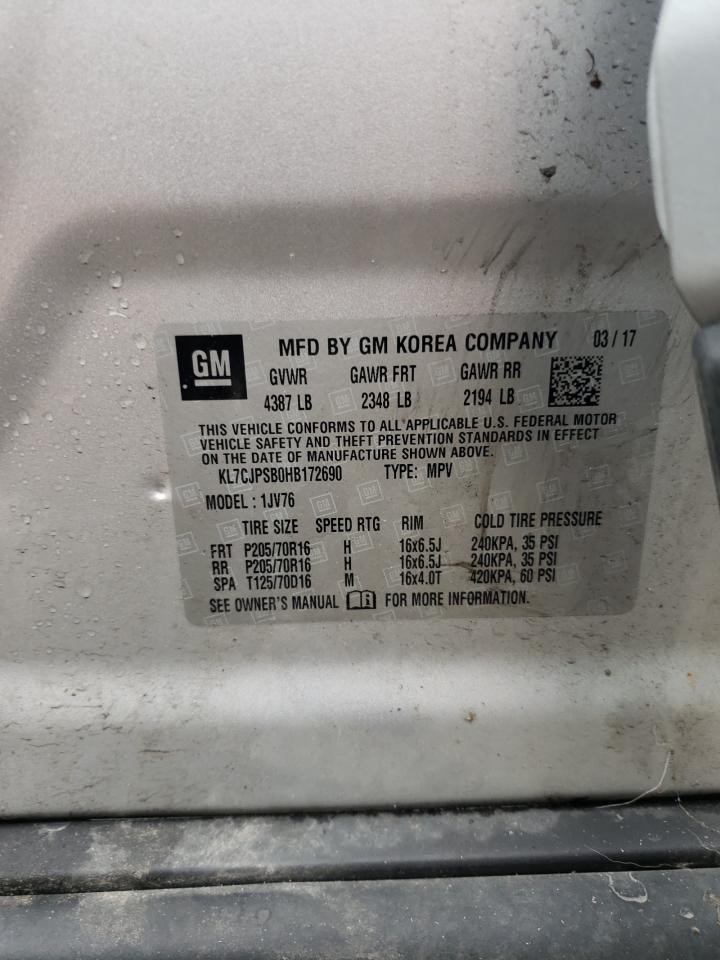 GM MFD BY GM KOREA COMPANY 03 / 17
GVWR GAWR FRT GAWR RR
4387 LB 2348 LB 2194 LB
THIS VEHICLE CONFORMS TO ALL APPLICABLE U.S. FEDERAL MOTOR
VEHICLE SAFETY AND THEFT PREVENTION STANDARDS IN EFFECT
ON THE DATE OF MANUFACTURE SHOWN ABOVE.
KL7CJPSB0HB172690 TYPE: MPV
MODEL : 1JV76
TIRE SIZE SPEED RTG RIM COLD TIRE PRESSURE
FRT P205/70R16 H 16x6.5J 240KPA, 35 PSI
RR P205/70R16 H 16x6.5J 240KPA, 35 PSI
SPA T125/70D16 M 16x4.0T 420KPA, 60 PSI
SEE OWNER'S MANUAL FOR MORE INFORMATION.